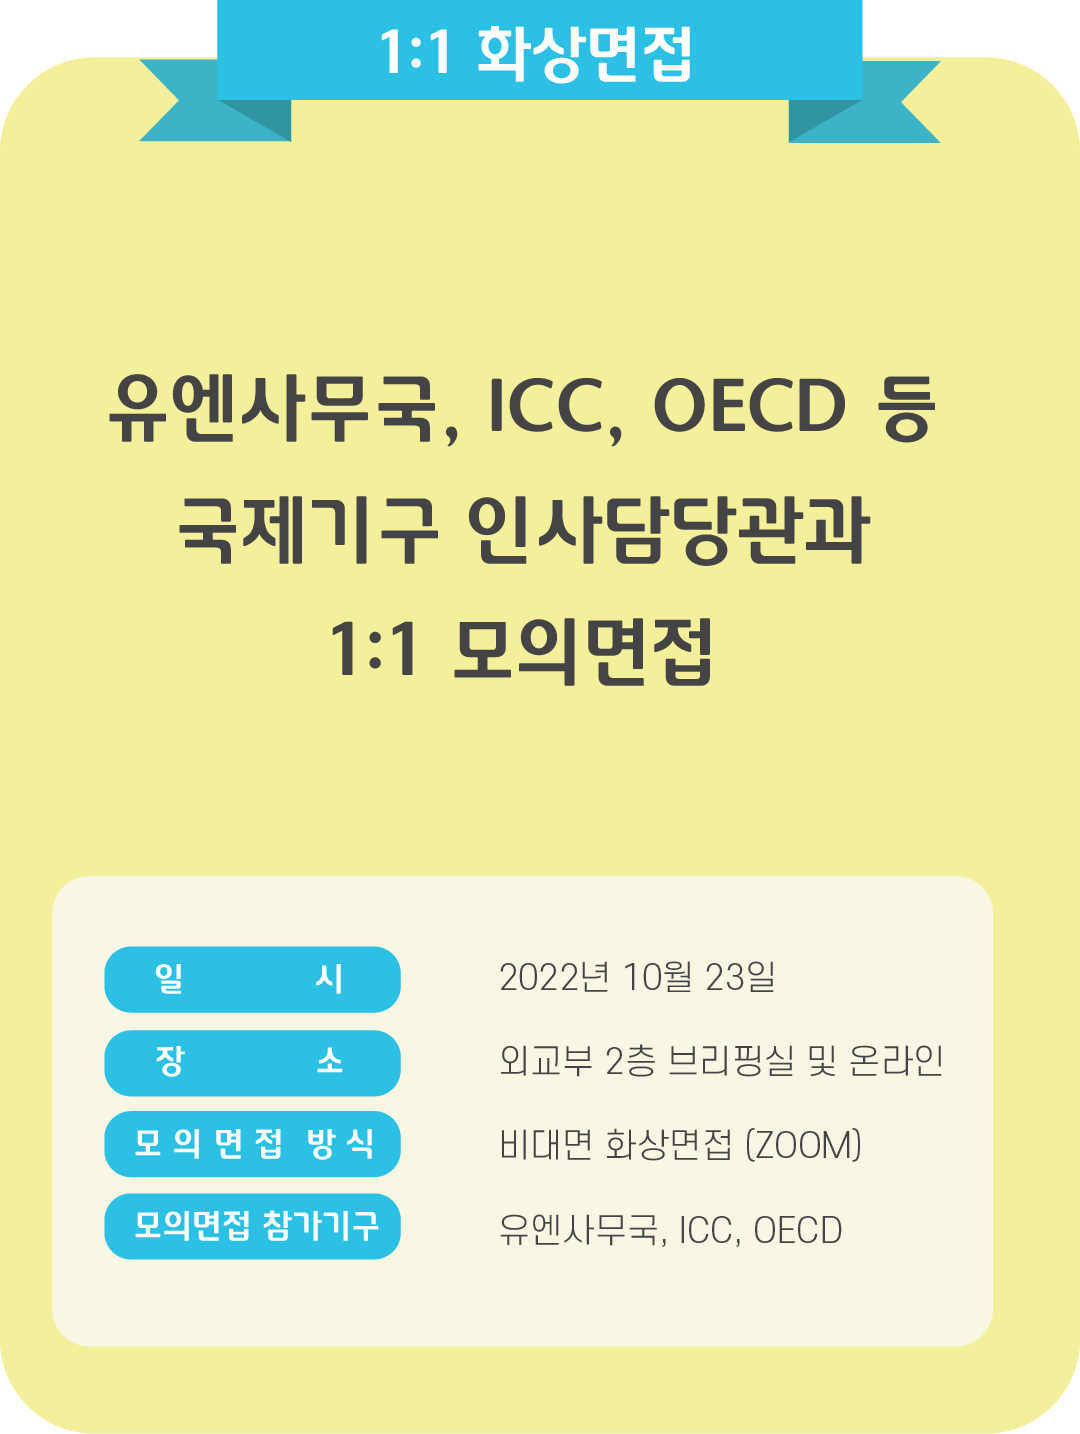 1:1 화상면접
유엔사무국, ICC, OECD 등
국제기구 인사담당관과
1:1 모의면접
일 시 2022년 10월 23일
장 소 외교부 2층 브리핑실 및 온라인
모 의 면 접 방 식 비대면 화상면접 (ZOOM)
모의면접 참가기구 유엔사무국, ICC, OECD